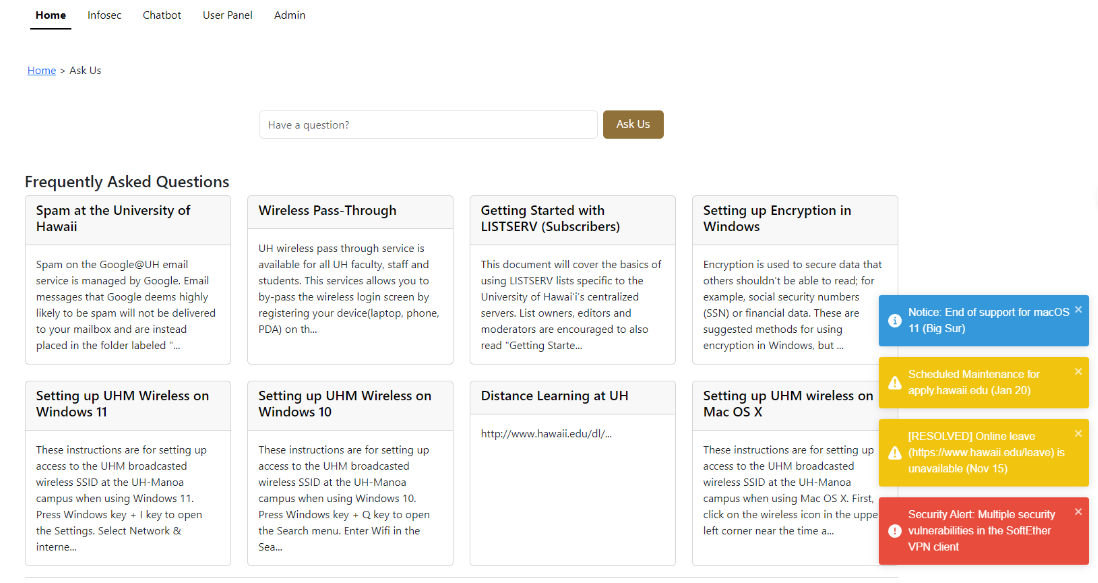 Home Infosec Chatbot User Panel Admin
Home > Ask Us
Have a question? Ask Us
Frequently Asked Questions
Spam at the University of
Hawaii
Spam on the Google@UH email
service is managed by Google. Email
messages that Google deems highly
likely to be spam will not be delivered
to your mailbox and are instead
placed in the folder labeled "...
Wireless Pass-Through
UH wireless pass through service is
available for all UH faculty, staff and
students. This services allows you to
by-pass the wireless login screen by
registering your device(laptop, phone,
PDA) on th...
Getting Started with
LISTSERV (Subscribers)
This document will cover the basics of
using LISTSERV lists specific to the
University of Hawai'i's centralized
servers. List owners, editors and
moderators are encouraged to also
read "Getting Starte...
Setting up Encryption in
Windows
Encryption is used to secure data that
others shouldn't be able to read; for
example, social security numbers
(SSN) or financial data. These are
suggested methods for using
encryption in Windows, but ...
Setting up UHM Wireless on
Windows 11
These instructions are for setting up
access to the UHM broadcasted
wireless SSID at the UH-Manoa
campus when using Windows 11.
Press Windows key + I key to open
the Settings. Select Network &
interne...
Setting up UHM Wireless on
Windows 10
These instructions are for setting up
access to the UHM broadcasted
wireless SSID at the UH-Manoa
campus when using Windows 10.
Press Windows key + Q key to open
the Search menu. Enter Wifi in the
Sea...
Distance Learning at UH
http://www.hawaii.edu/dl/...
Setting up UHM wireless on
Mac OS X
These instructions are for setting up
access to the UHM broadcasted
wireless SSID at the UH-Manoa
campus when using Mac OS X. First,
click on the wireless icon in the uppe
left corner near the time a...
Notice: End of support for macOS
11 (Big Sur)
Scheduled Maintenance for
apply.hawaii.edu (Jan 20)
[RESOLVED] Online leave
(https://www.hawaii.edu/leave) is
unavailable (Nov 15)
Security Alert: Multiple security
vulnerabilities in the SoftEther
VPN client